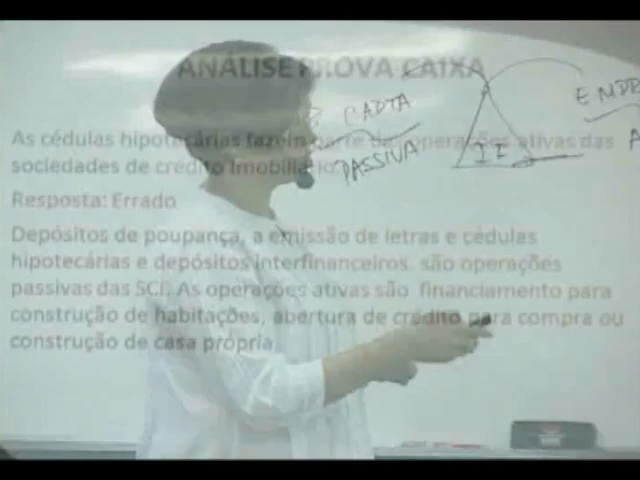 ANÁLISE PROVA CAIXA
CAPTA
PASSIVA
II
As cédulas hipotecárias fazem parte das operações ativas das
sociedades de crédito imobiliário.
Resposta: Errado
Depósitos de poupança, a emissão de letras e cédulas
hipotecárias e depósitos interfinanceiros são operações
passivas das SCI. As operações ativas são financiamento para
construção de habitações, abertura de crédito para compra ou
construção de casa própria